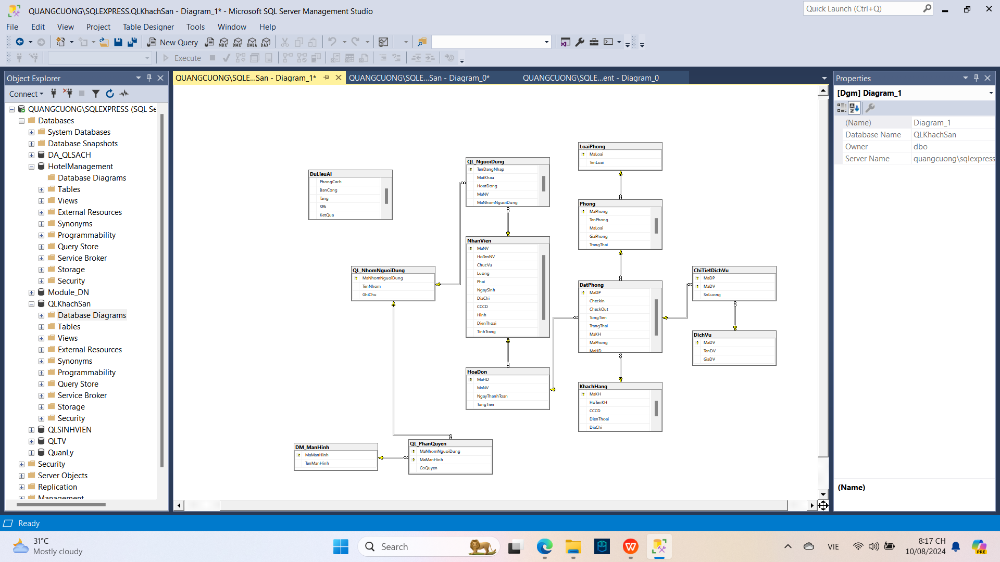 QUANGCUONG\SQLEXPRESS.QLKhachSan - Diagram_1* - Microsoft SQL Server Management Studio
Quick Launch (Ctrl+Q)
File Edit View Project Table Designer Tools Window Help
New Query MDX DMX XMLA DAX
Execute
Object Explorer
Connect
QUANGCUONG\SQLEXPRESS (SQL Se
Databases
System Databases
Database Snapshots
DA_QLSACH
HotelManagement
Database Diagrams
Tables
Views
External Resources
Synonyms
Programmability
Query Store
Service Broker
Storage
Security
Module_DN
QLKhachSan
Database Diagrams
Tables
Views
External Resources
Synonyms
Programmability
Query Store
Service Broker
Storage
Security
QLSINHVIEN
QLTV
QuanLy
Security
Server Objects
Replication
Management
QUANGCUONG\SQLE...San - Diagram_1*
QUANGCUONG\SQLE...San - Diagram_0*
QUANGCUONG\SQLE...ent - Diagram_0
DuLieuAI
PhongCach
BanCong
Tang
SPA
KetQua
QL_NguoiDung
TenDangNhap
MatKhau
HoatDong
MaNV
MaNhomNguoiDung
LoaiPhong
MaLoai
TenLoai
Phong
MaPhong
TenPhong
MaLoai
GiaPhong
TrangThai
NhanVien
MaNV
HoTenNV
ChucVu
Luong
Phai
NgaySinh
DiaChi
CCCD
Hinh
DienThoai
TinhTrang
QL_NhomNguoiDung
MaNhomNguoiDung
TenNhom
GhiChu
DatPhong
MaDP
CheckIn
CheckOut
TongTien
TrangThai
MaKH
MaPhong
MaHD
ChiTietDichVu
MaDP
MaDV
SoLuong
DichVu
MaDV
TenDV
GiaDV
HoaDon
MaHD
MaNV
NgayThanhToan
TongTien
KhachHang
MaKH
HoTenKH
CCCD
DienThoai
DiaChi
DM_ManHinh
MaManHinh
TenManHinh
QL_PhanQuyen
MaNhomNguoiDung
MaManHinh
CoQuyen
Properties
[Dgm] Diagram_1
(Name) Diagram_1
Database Name QLKhachSan
Owner dbo
Server Name quangcuong\sqlexpress
(Name)
Ready
31°C
Mostly cloudy
Search
VIE
8:17 CH
10/08/2024
PRE